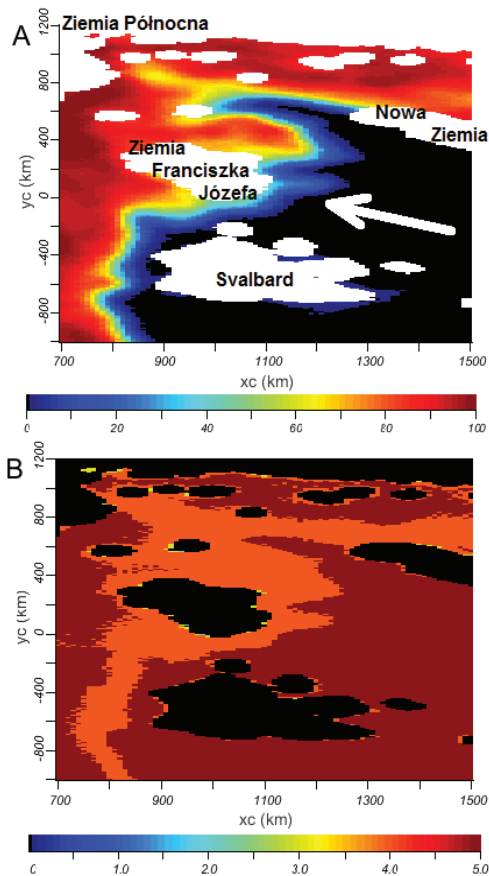 A
Ziemia Północna
Nowa
Ziemia
Ziemia
Franciszka
Józefa
Svalbard
yc (km)
1200
800
400
0
-400
-800
700 900 1100 1300 1500
xc (km)
0 20 40 60 80 100
B
yc (km)
1200
800
400
0
-400
-800
700 900 1100 1300 1500
xc (km)
0 1.0 2.0 3.0 4.0 5.0